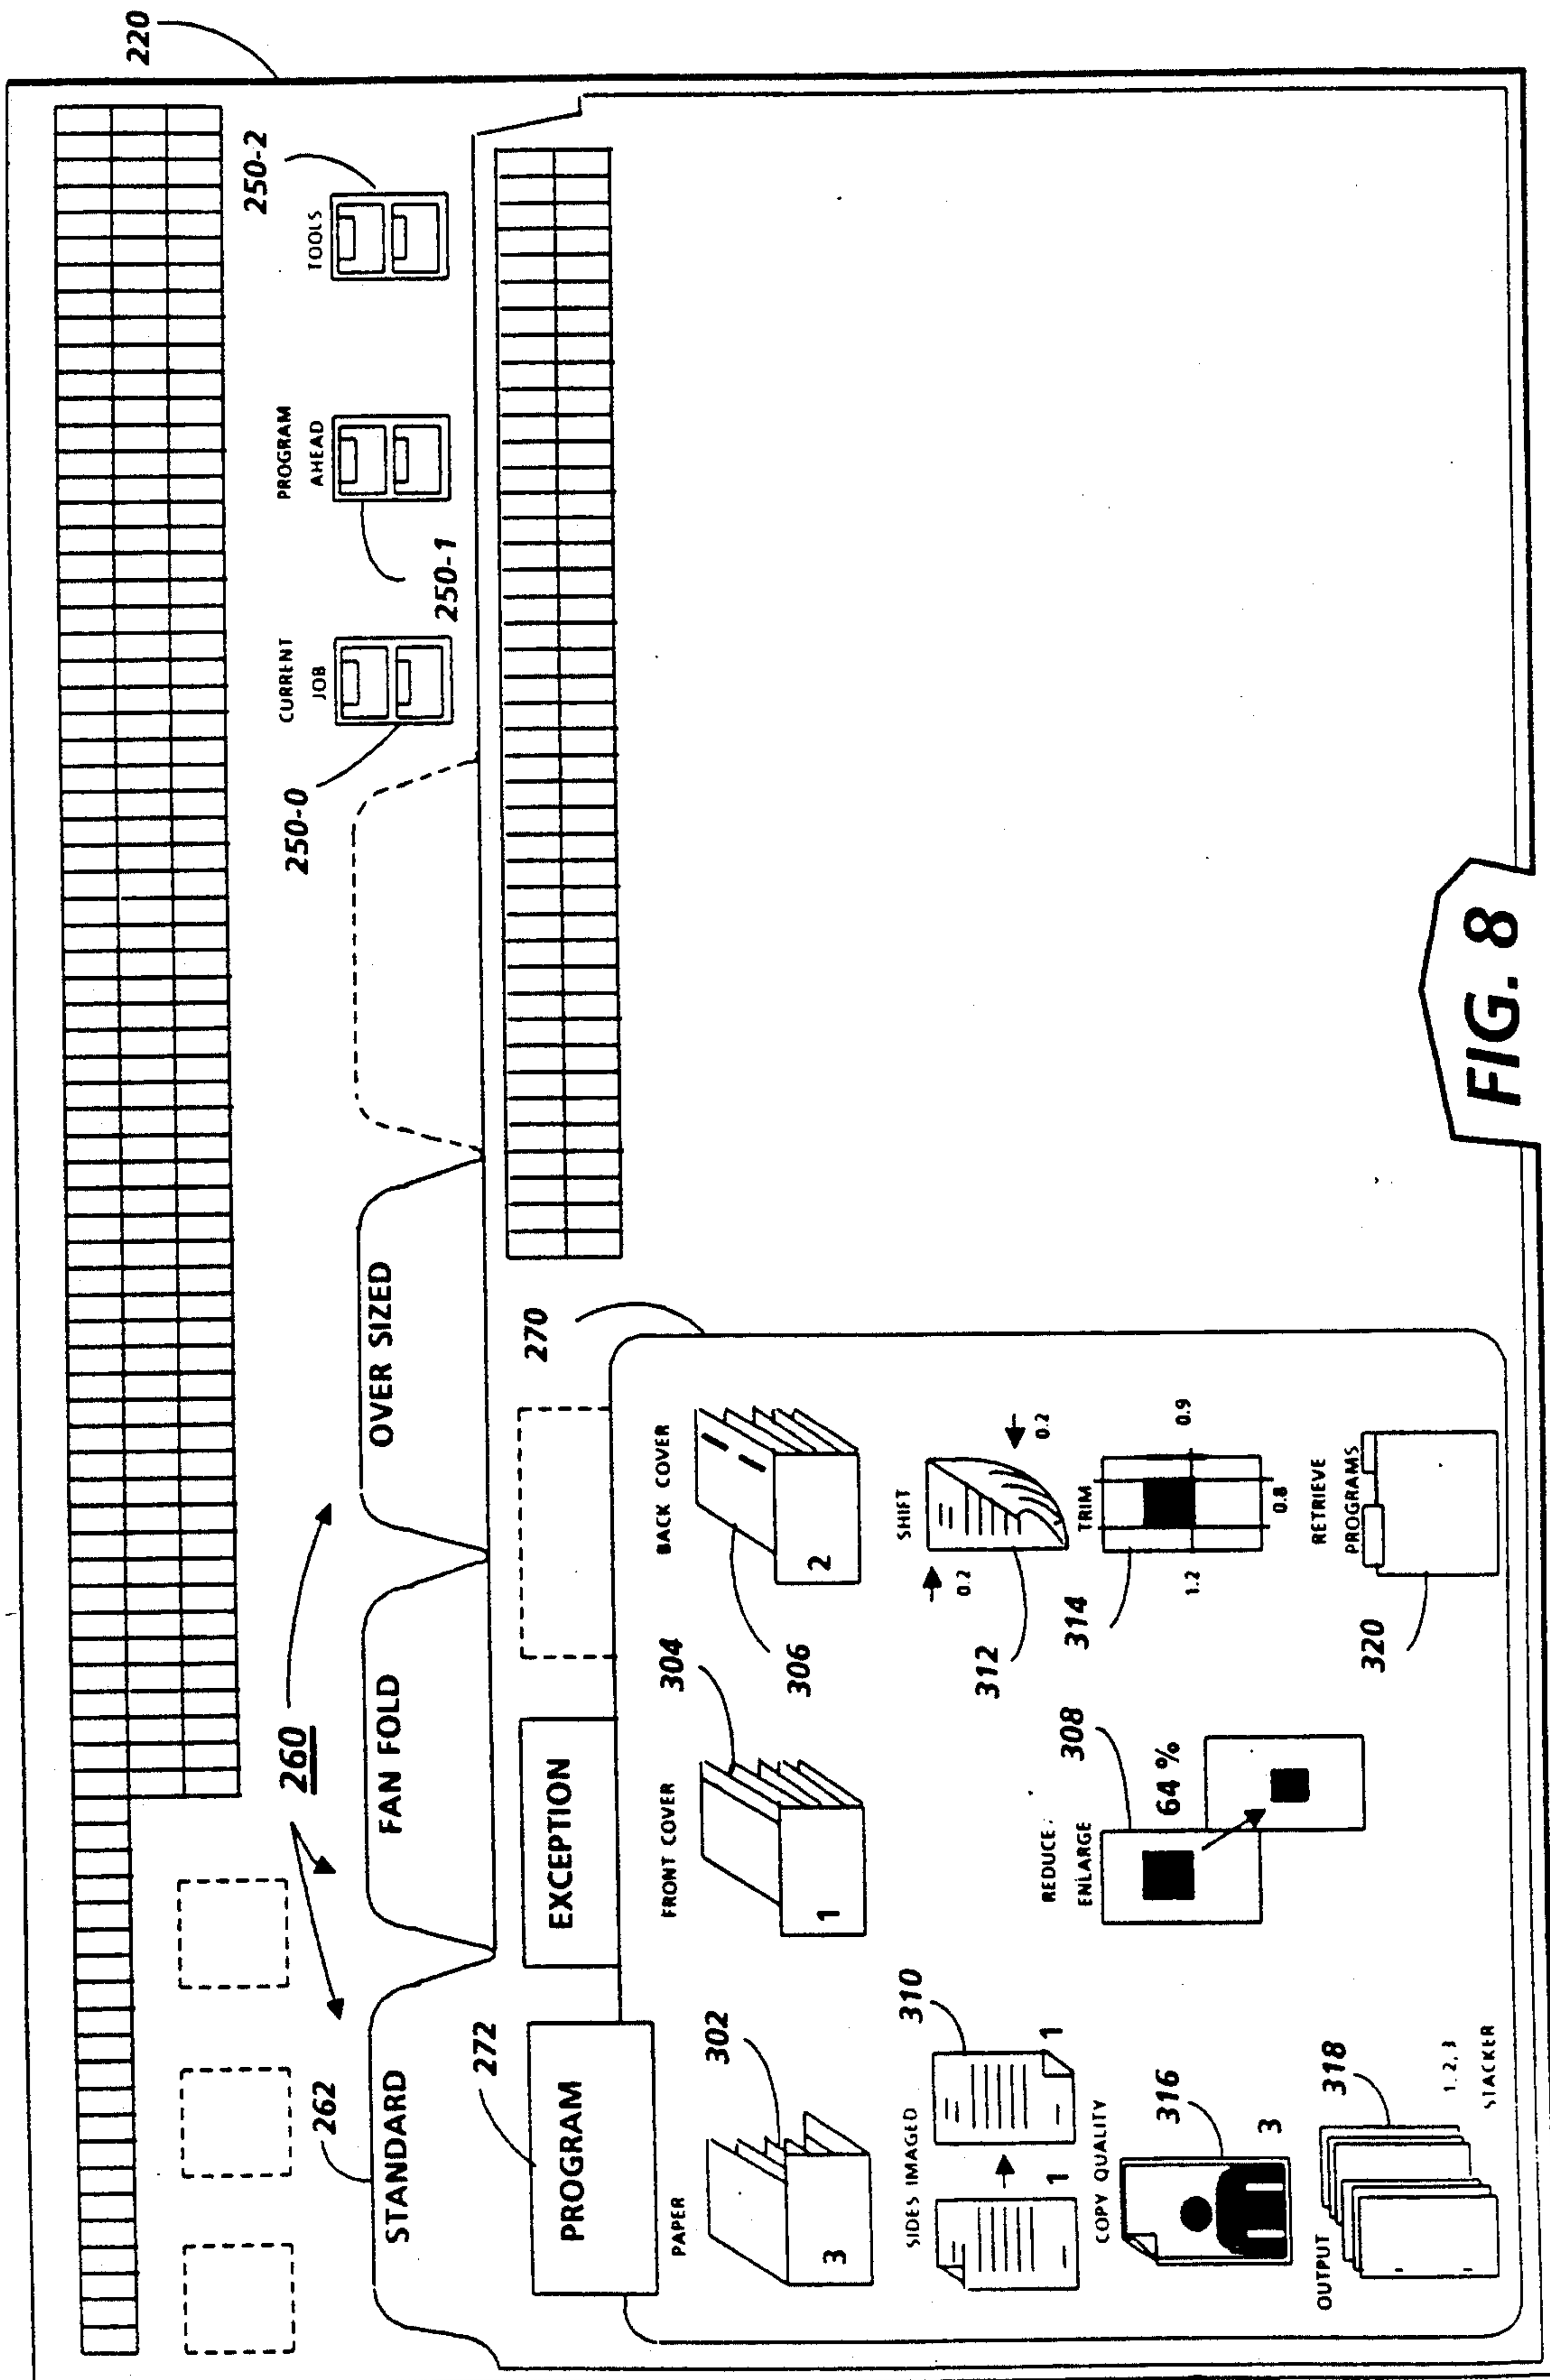 220
250-2
TOOLS
PROGRAM
AHEAD
250-1
CURRENT
JOB
250-0
260
262
STANDARD
FAN FOLD
OVER SIZED
272
PROGRAM
EXCEPTION
270
PAPER
3
302
FRONT COVER
1
304
BACK COVER
2
306
SIDES IMAGED
1
1
310
SHIFT
0.2
0.2
312
COPY QUALITY
3
316
REDUCE/
ENLARGE
64 %
308
TRIM
1.2
0.8
0.9
314
OUTPUT
318
1, 2, 3
STACKER
RETRIEVE
PROGRAMS
320
FIG. 8